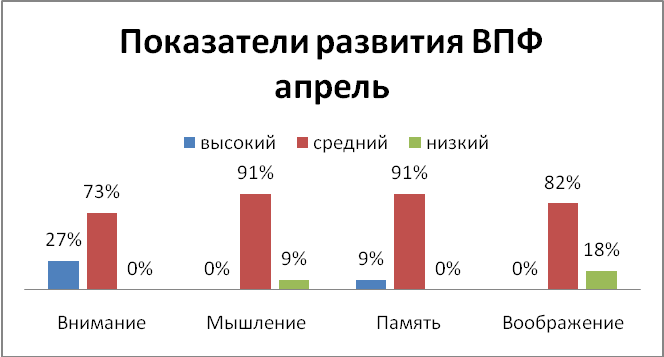 Показатели развития ВПФ
апрель
высокий средний низкий
27% 73% 0% 0% 91% 9% 9% 91% 0% 0% 82% 18%
Внимание Мышление Память Воображение